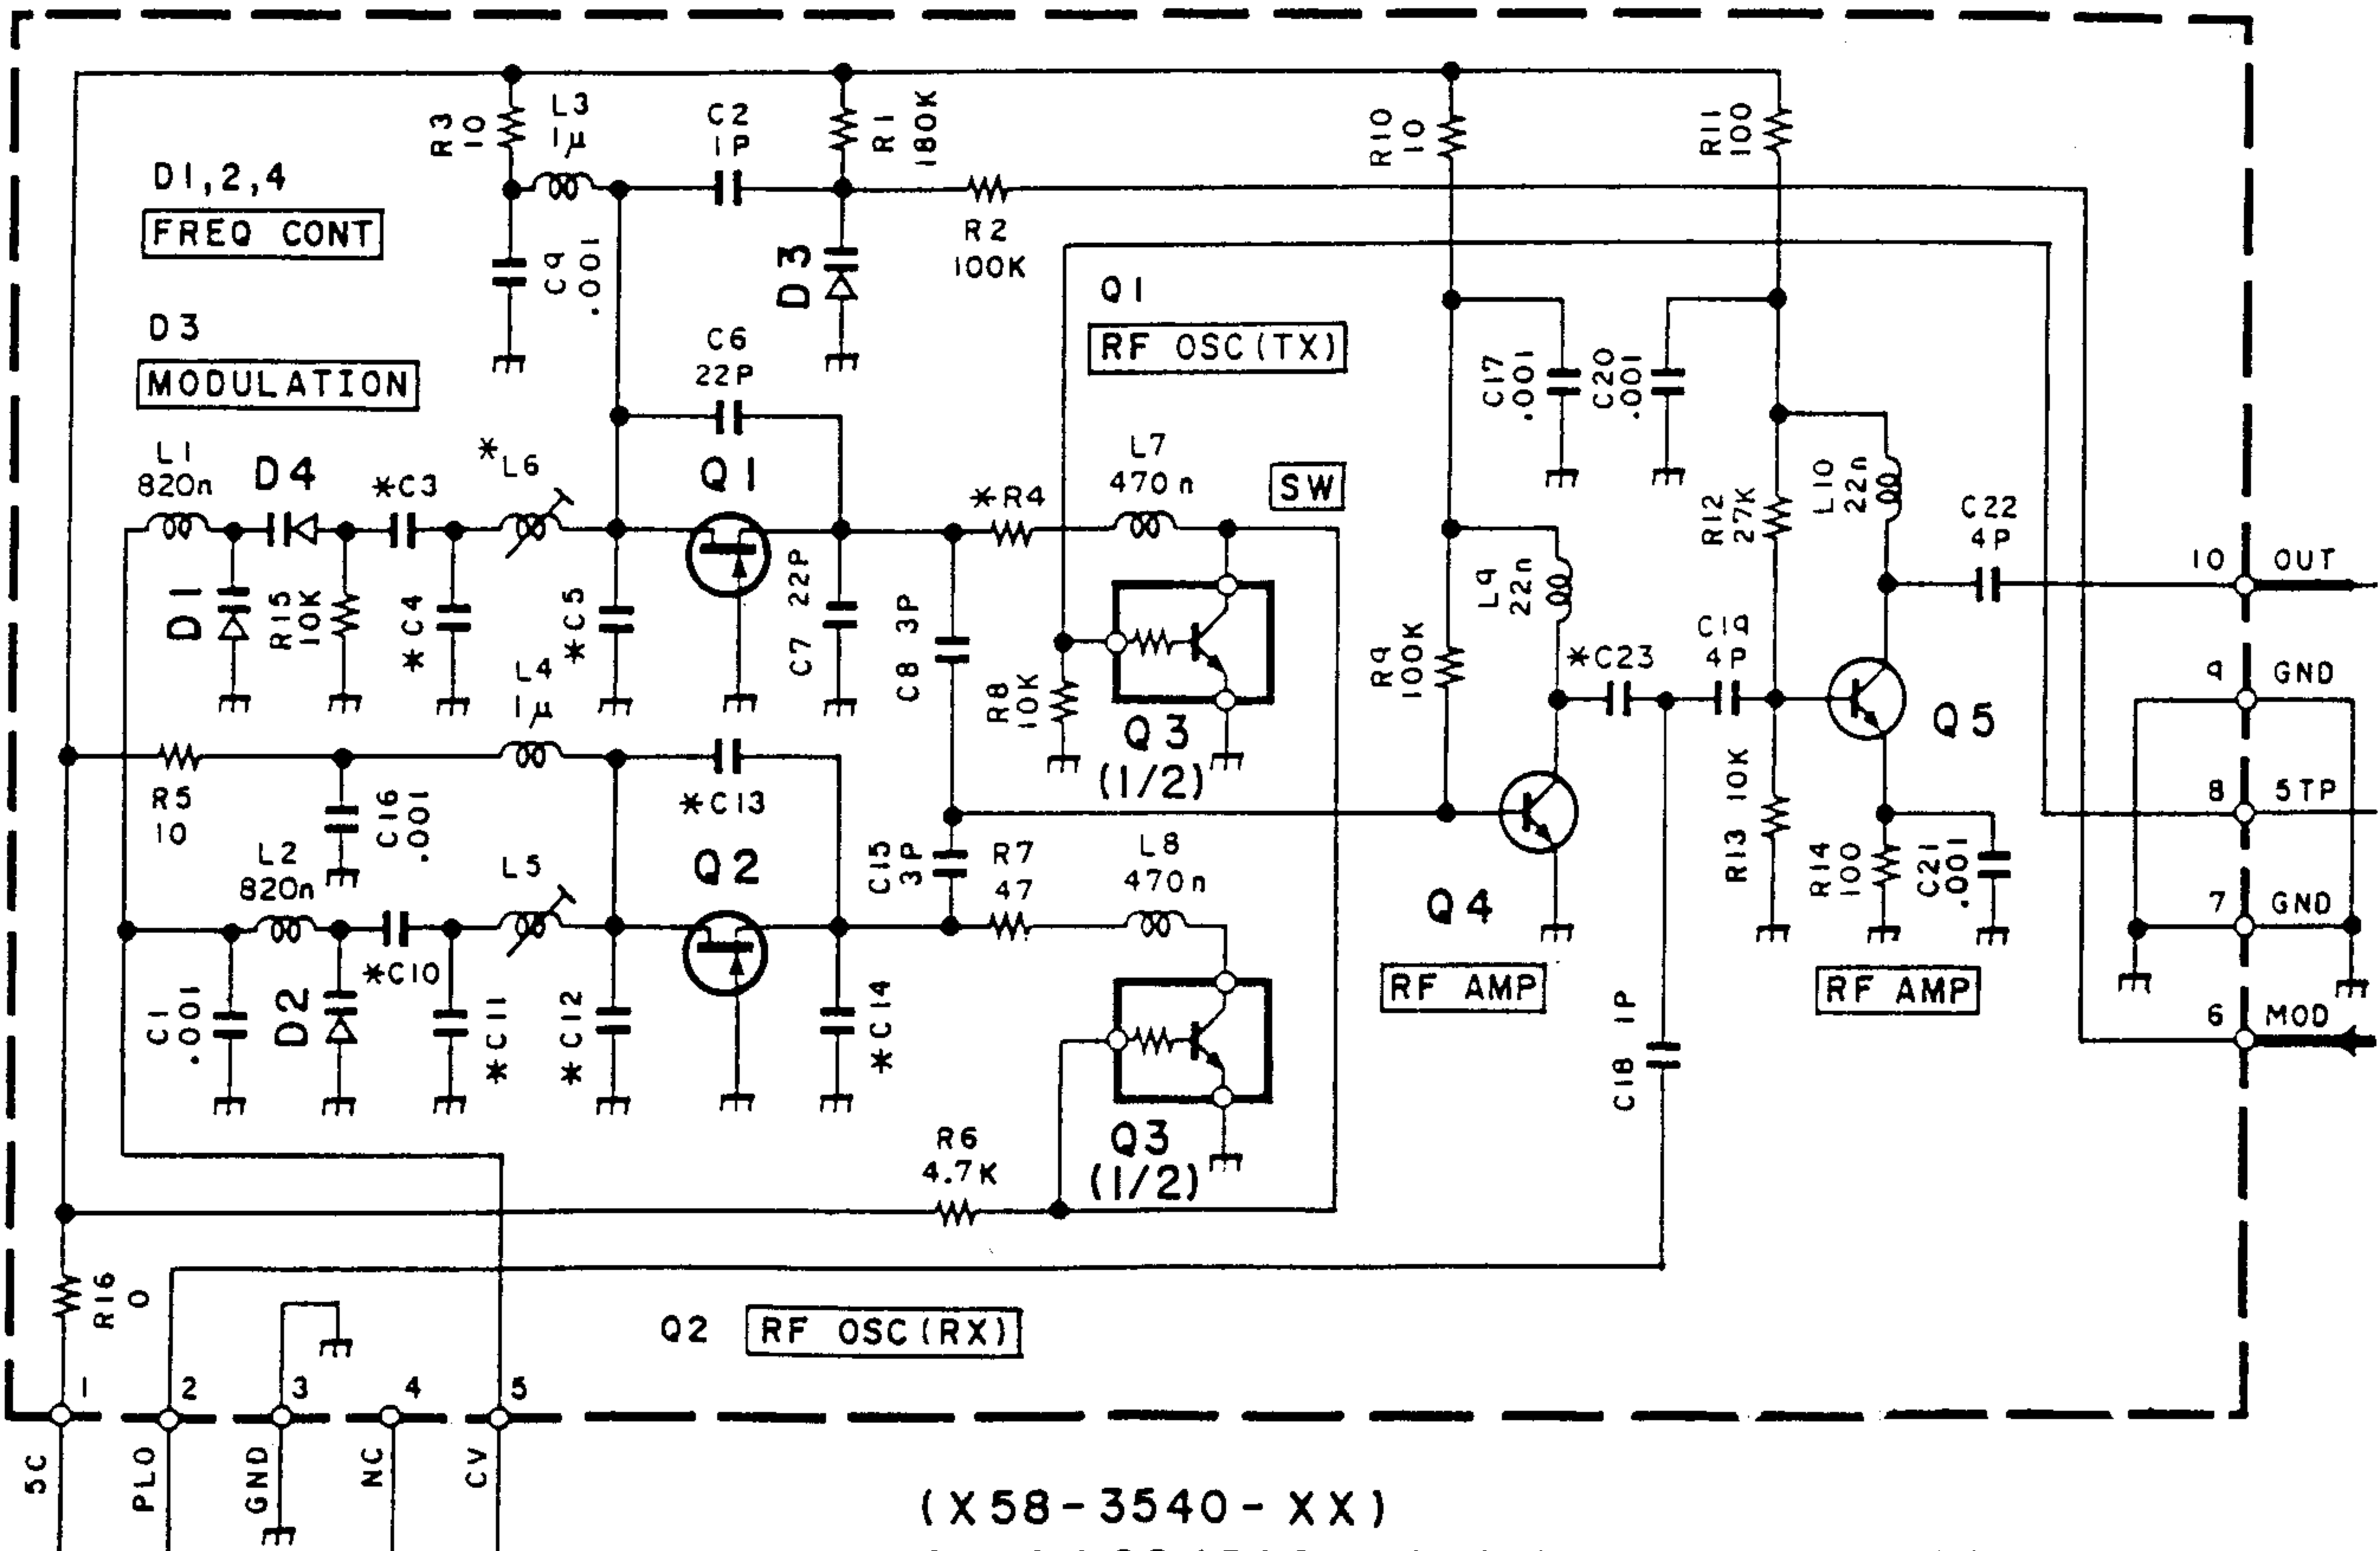 D1,2,4
FREQ CONT
D3
MODULATION
R3
10
L3
1μ
C2
1P
R1
180K
C9
.001
D3
R2
100K
Q1
RF OSC(TX)
R10
10
R11
100
C17
.001
C20
.001
C6
22P
L1
820n
D4
*C3
*L6
Q1
*R4
L7
470n
SW
D1
R15
10K
*C4
*C5
C7 22P
C8 3P
R8
10K
Q3
(1/2)
R9
100K
L9
22n
R12
27K
L10
22n
C22
4P
*C23
C19
4P
Q5
10 OUT
9 GND
8 5TP
7 GND
6 MOD
R5
10
C16
.001
L4
1μ
*C13
L2
820n
L5
Q2
C15
3P
R7
47
L8
470n
Q4
RF AMP
R13 10K
R14
100
C21
.001
RF AMP
C1
.001
D2
*C10
*C11
*C12
*C14
Q3
(1/2)
R6
4.7K
C18 1P
R16
0
Q2 RF OSC(RX)
1 2 3 4 5
5C
PLO
GND
NC
CV
(X58-3540-XX)